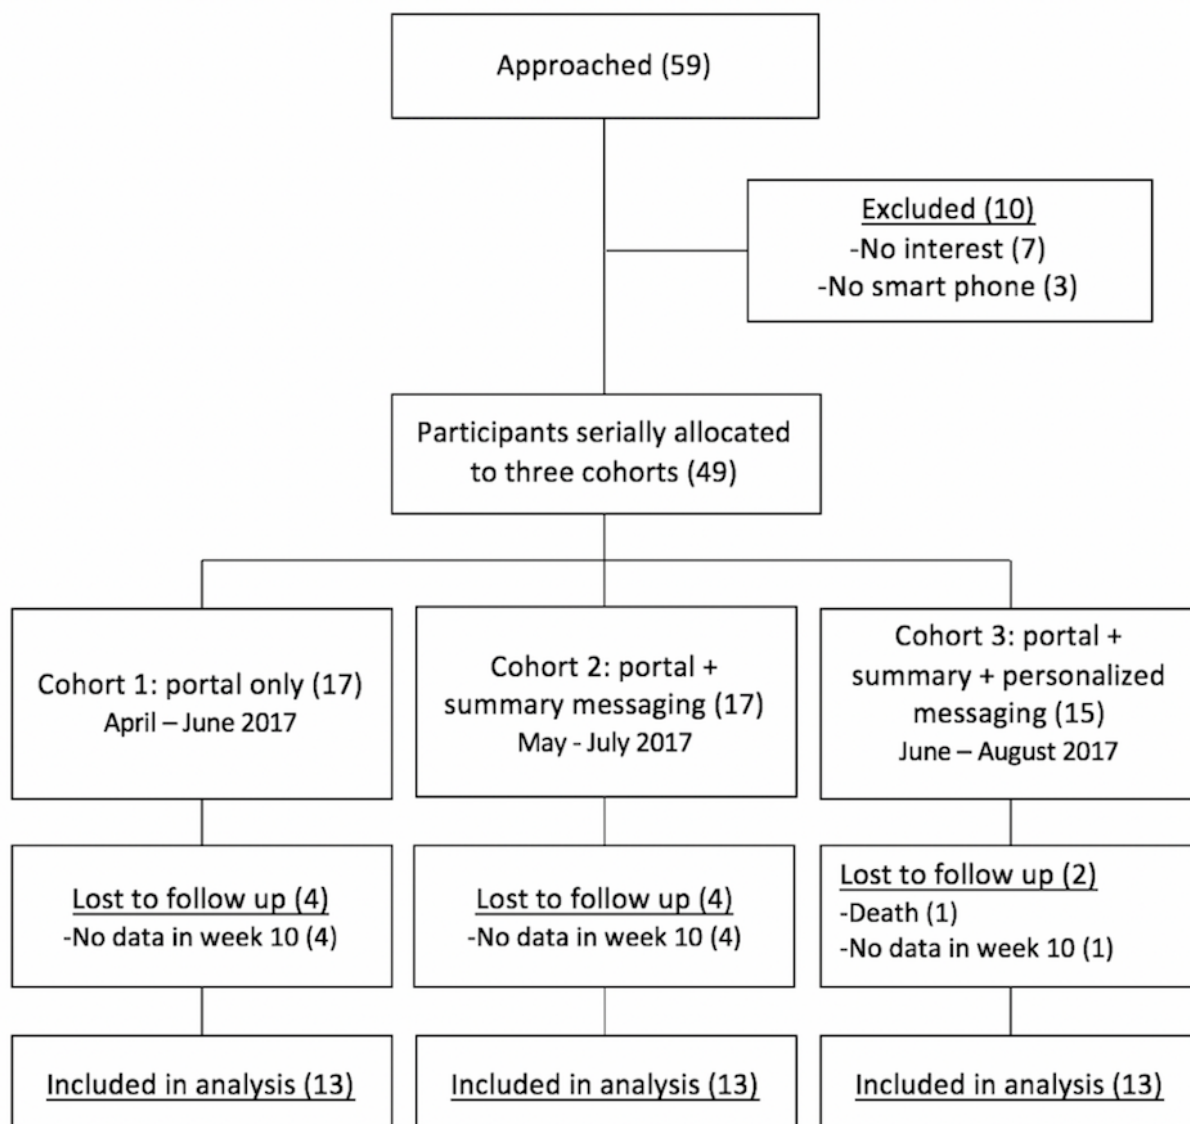 Approached (59)
Excluded (10)
-No interest (7)
-No smart phone (3)
Participants serially allocated
to three cohorts (49)
Cohort 1: portal only (17)
April – June 2017
Cohort 2: portal +
summary messaging (17)
May - July 2017
Cohort 3: portal +
summary + personalized
messaging (15)
June – August 2017
Lost to follow up (4)
-No data in week 10 (4)
Lost to follow up (4)
-No data in week 10 (4)
Lost to follow up (2)
-Death (1)
-No data in week 10 (1)
Included in analysis (13)
Included in analysis (13)
Included in analysis (13)